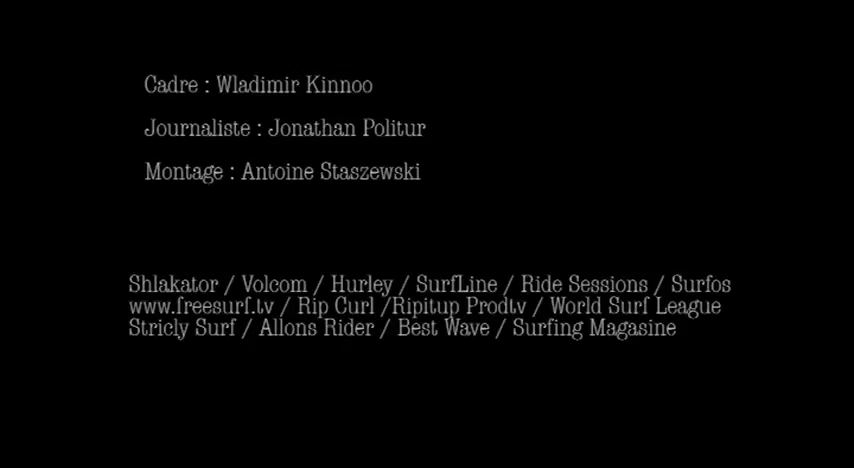 Cadre : Wladimir Kinnoo
Journaliste : Jonathan Politur
Montage : Antoine Staszewski
Shlakator / Volcom / Hurley / SurfLine / Ride Sessions / Surfos
www.freesurf.tv / Rip Curl /Ripitup Prodtv / World Surf League
Stricly Surf / Allons Rider / Best Wave / Surfing Magasine